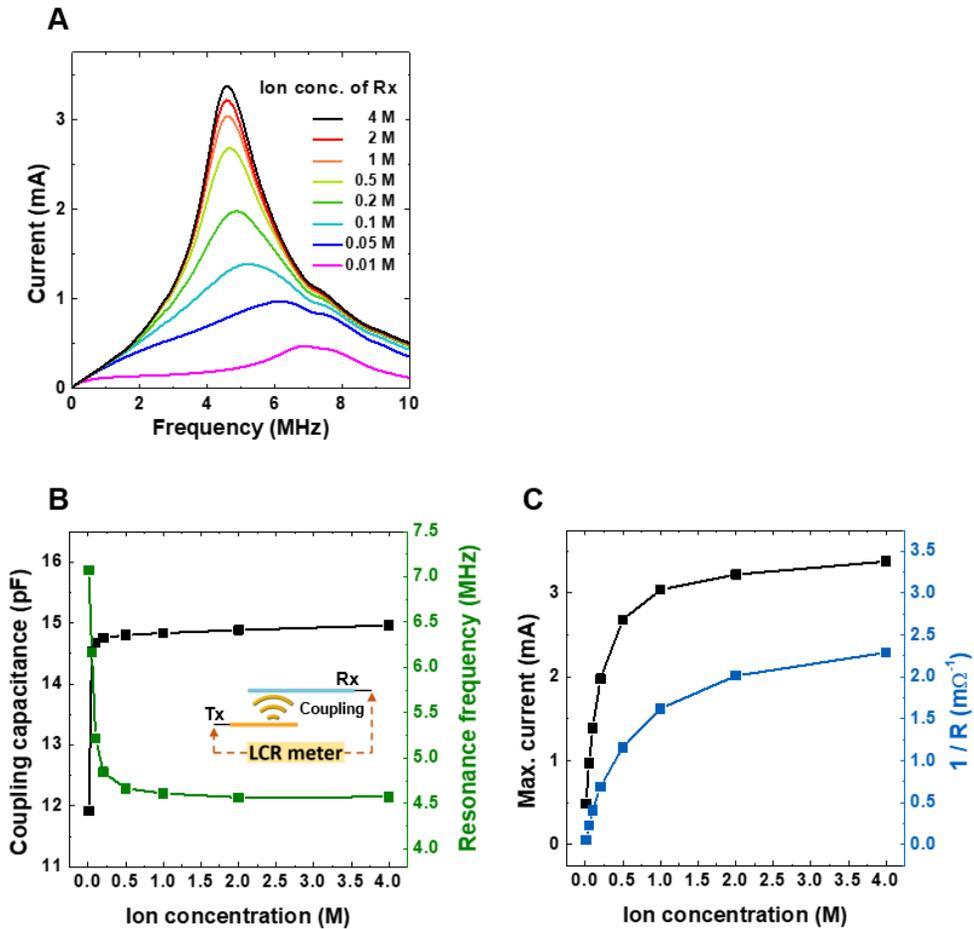 A
Ion conc. of Rx
4 M
2 M
1 M
0.5 M
0.2 M
0.1 M
0.05 M
0.01 M
Current (mA)
3
2
1
0
0 2 4 6 8 10
Frequency (MHz)
B
Coupling capacitance (pF)
16
15
14
13
12
11
7.5
7.0
6.5
6.0
5.5
5.0
4.5
4.0
Resonance frequency (MHz)
Rx
Coupling
Tx
LCR meter
0.0 0.5 1.0 1.5 2.0 2.5 3.0 3.5 4.0
Ion concentration (M)
C
Max. current (mA)
3
2
1
0
3.5
3.0
2.5
2.0
1.5
1.0
0.5
0.0
1 / R (mΩ⁻¹)
0.0 0.5 1.0 1.5 2.0 2.5 3.0 3.5 4.0
Ion concentration (M)